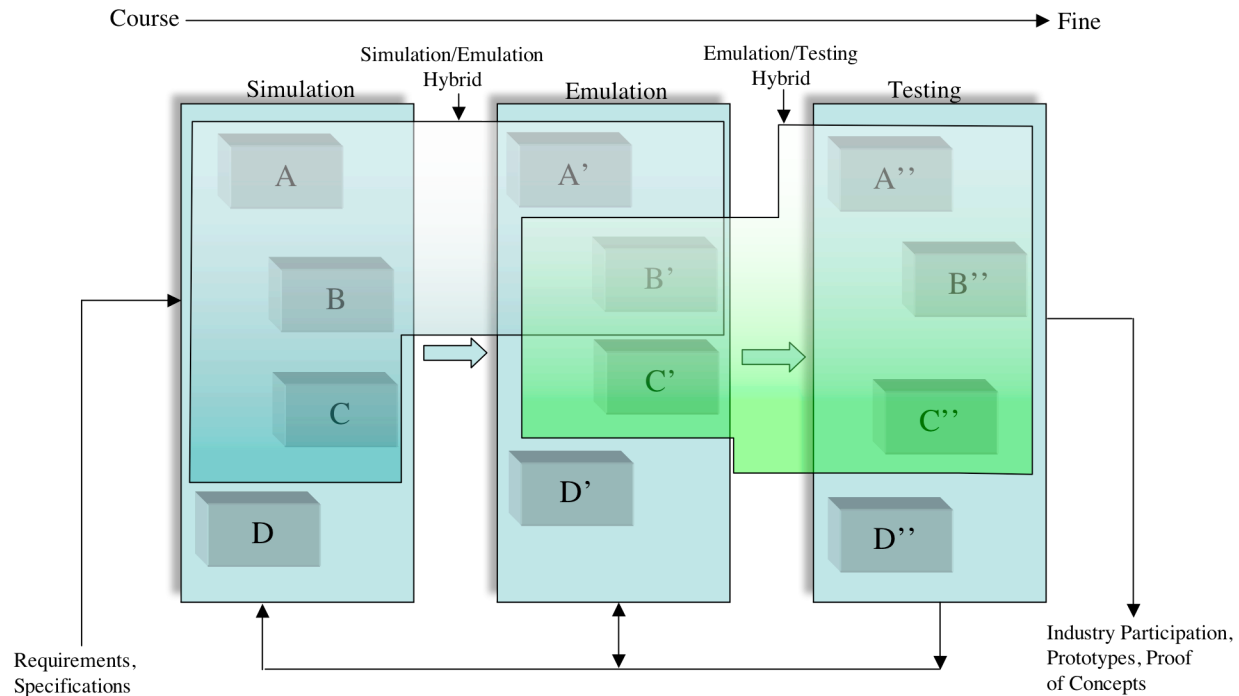 Course
Fine
Simulation/Emulation
Hybrid
Emulation/Testing
Hybrid
Simulation
Emulation
Testing
A
A’
A’’
B
B’
B’’
C
C’
C’’
D
D’
D’’
Requirements,
Specifications
Industry Participation,
Prototypes, Proof
of Concepts